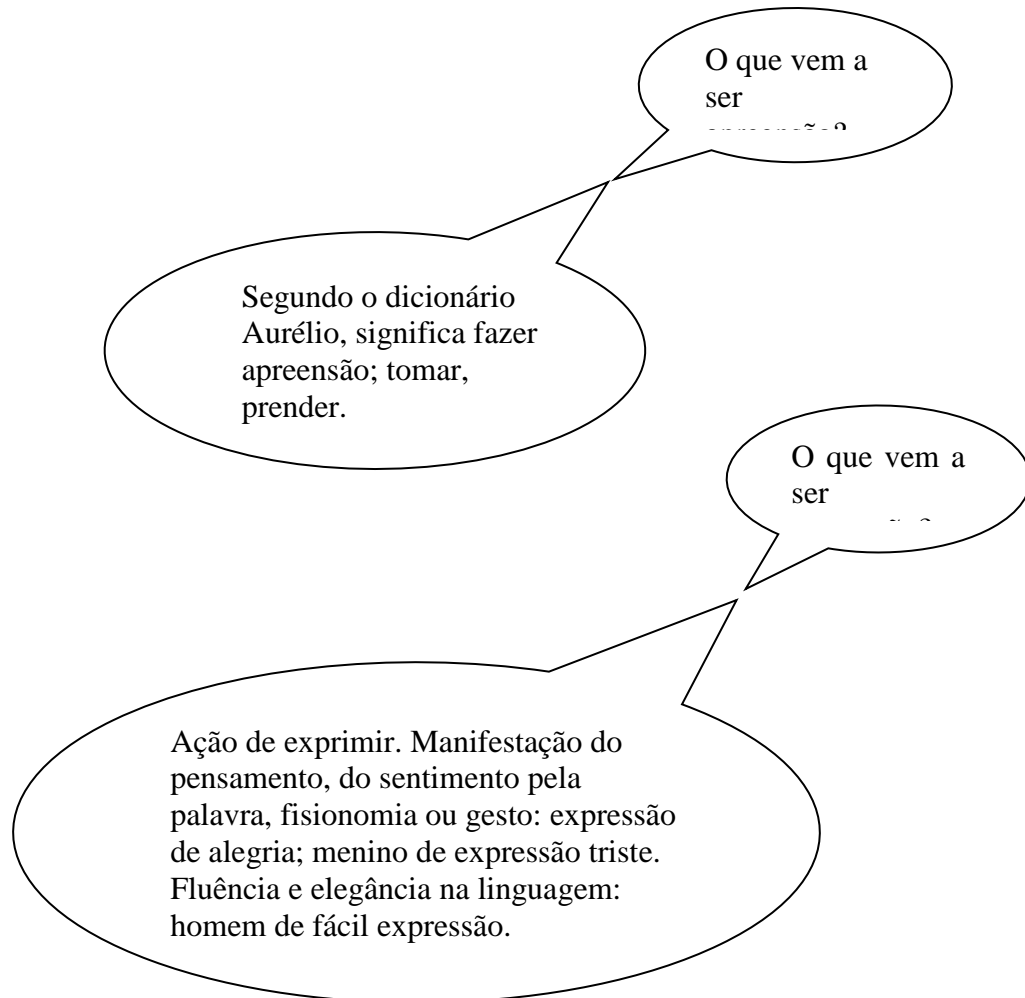 O que vem a
ser
Segundo o dicionário
Aurélio, significa fazer
apreensão; tomar,
prender.
O que vem a
ser
Ação de exprimir. Manifestação do
pensamento, do sentimento pela
palavra, fisionomia ou gesto: expressão
de alegria; menino de expressão triste.
Fluência e elegância na linguagem:
homem de fácil expressão.